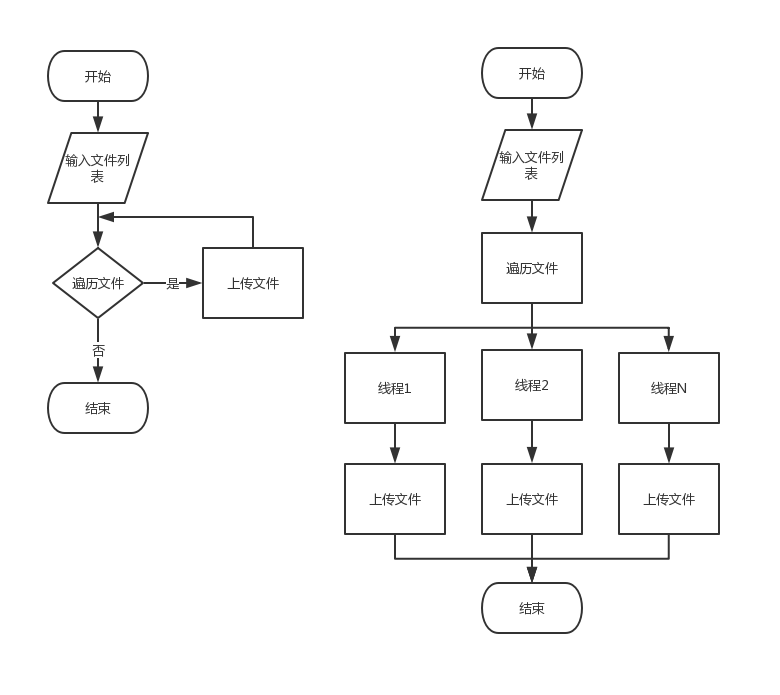 开始
输入文件列
表
遍历文件
是
上传文件
否
结束
开始
输入文件列
表
遍历文件
线程1
线程2
线程N
上传文件
上传文件
上传文件
结束